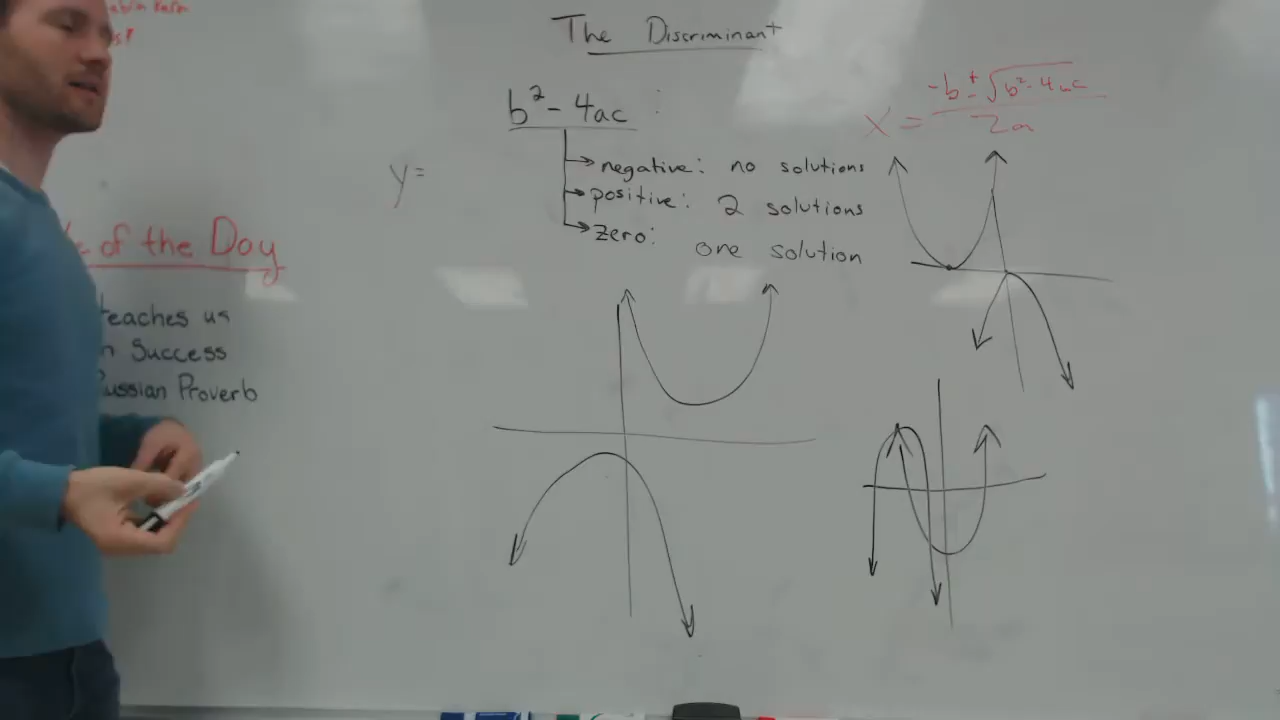 The Discriminant
b² - 4ac :
x = -b ± √b² - 4ac / 2a
negative: no solutions
y =
positive: 2 solutions
zero: one solution
of the Day
teaches us
Success
Proverb